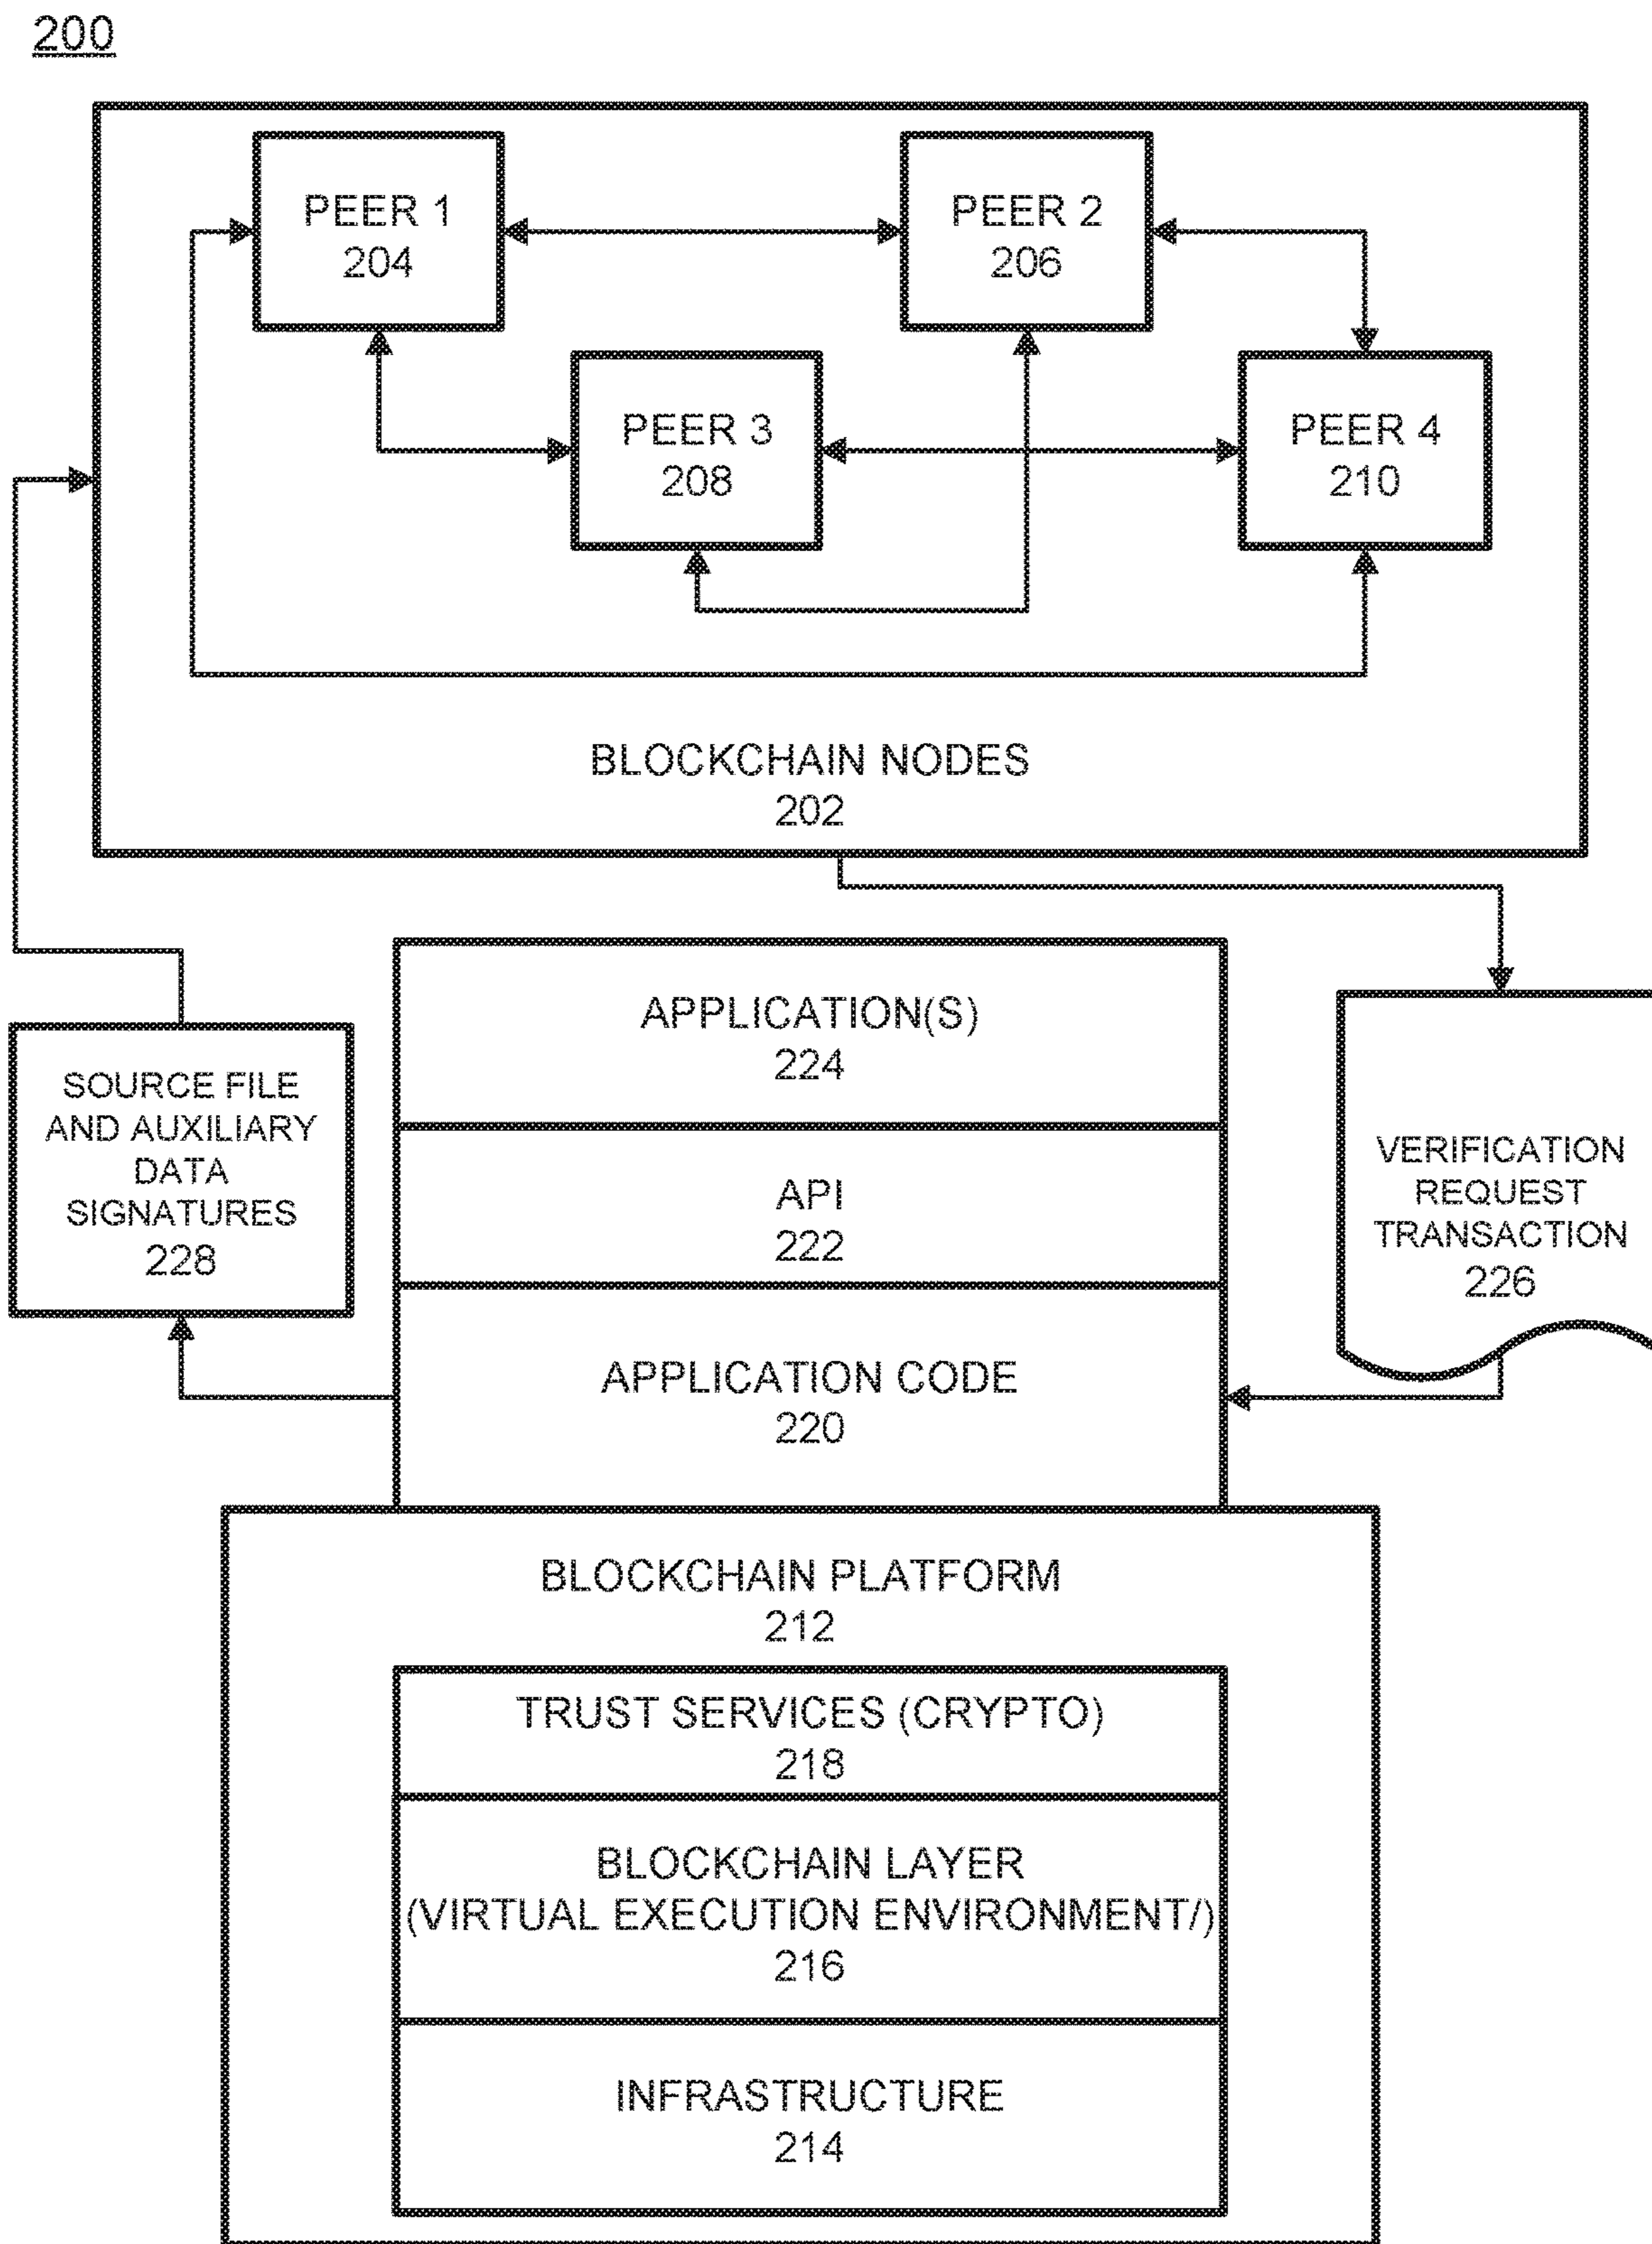 200
PEER 1
204
PEER 2
206
PEER 3
208
PEER 4
210
BLOCKCHAIN NODES
202
APPLICATION(S)
224
SOURCE FILE
AND AUXILIARY
DATA
SIGNATURES
228
API
222
VERIFICATION
REQUEST
TRANSACTION
226
APPLICATION CODE
220
BLOCKCHAIN PLATFORM
212
TRUST SERVICES (CRYPTO)
218
BLOCKCHAIN LAYER
(VIRTUAL EXECUTION ENVIRONMENT/)
216
INFRASTRUCTURE
214